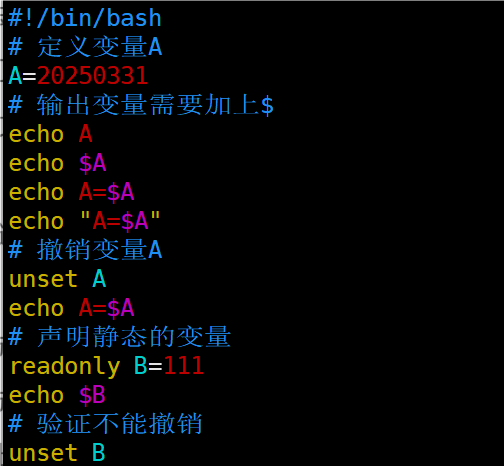 #!/bin/bash
# 定义变量A
A=20250331
# 输出变量需要加上$
echo A
echo $A
echo A=$A
echo "A=$A"
# 撤销变量A
unset A
echo A=$A
# 声明静态的变量
readonly B=111
echo $B
# 验证不能撤销
unset B